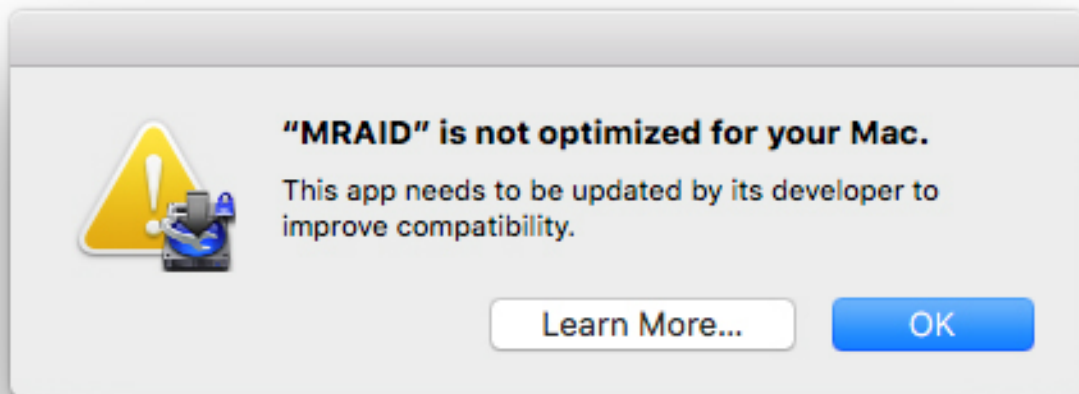 “MRAID” is not optimized for your Mac.
This app needs to be updated by its developer to
improve compatibility.
Learn More...
OK